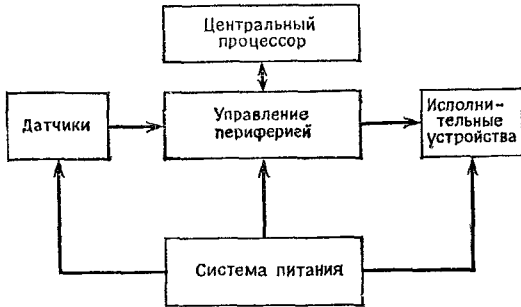 Центральный
процессор
Датчики
Управление
периферией
Исполни-
тельные
устройства
Система питания